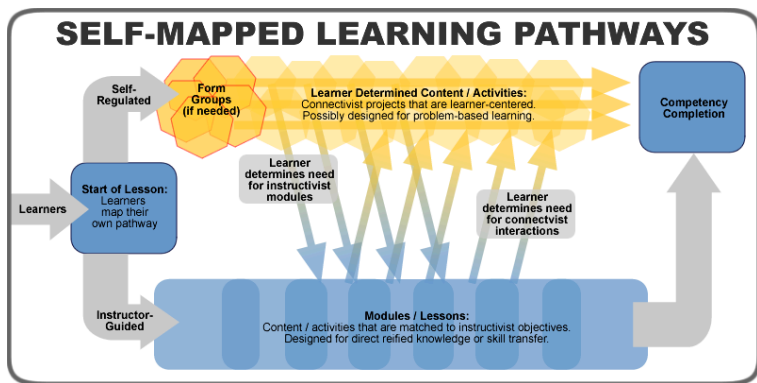 SELF-MAPPED LEARNING PATHWAYS
Self-
Regulated
Form
Groups
(if needed)
Learner Determined Content / Activities:
Connectivist projects that are learner-centered.
Possibly designed for problem-based learning.
Competency
Completion
Learner
determines need
for instructivist
modules
Start of Lesson:
Learners
map their
own pathway
Learners
Learner
determines need
for connectvist
interactions
Instructor-
Guided
Modules / Lessons:
Content / activities that are matched to instructivist objectives.
Designed for direct reified knowledge or skill transfer.